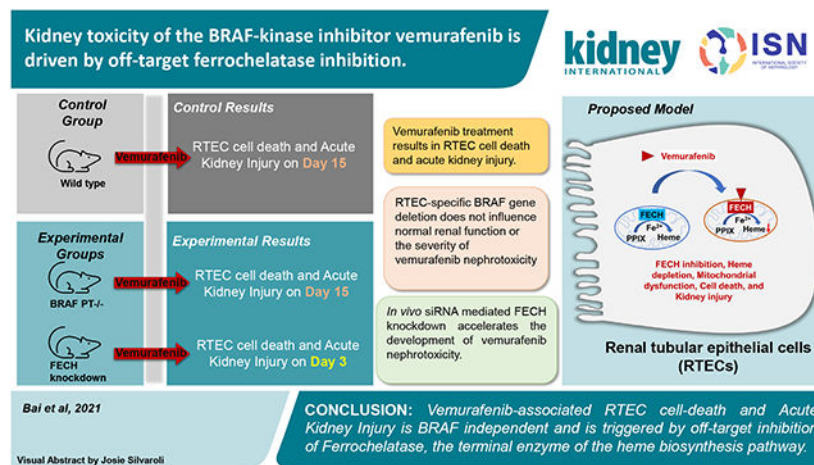 Kidney toxicity of the BRAF-kinase inhibitor vemurafenib is
driven by off-target ferrochelatase inhibition.
kidney
INTERNATIONAL
ISN
INTERNATIONAL SOCIETY
OF NEPHROLOGY
Control
Group
Wild type
Vemurafenib
Control Results
RTEC cell death and Acute
Kidney Injury on Day 15
Experimental
Groups
BRAF PT-/-
Vemurafenib
FECH
knockdown
Vemurafenib
Experimental Results
RTEC cell death and Acute
Kidney Injury on Day 15
RTEC cell death and Acute
Kidney Injury on Day 3
Vemurafenib treatment
results in RTEC cell death
and acute kidney injury.
RTEC-specific BRAF gene
deletion does not influence
normal renal function or
the severity of
vemurafenib nephrotoxicity
In vivo siRNA mediated FECH
knockdown accelerates the
development of vemurafenib
nephrotoxicity.
Proposed Model
Vemurafenib
FECH
Fe2+
PPIX Heme
FECH
Fe2+
PPIX Heme
FECH inhibition, Heme
depletion, Mitochondrial
dysfunction, Cell death, and
Kidney injury
Renal tubular epithelial cells
(RTECs)
Bai et al, 2021
Visual Abstract by Josie Silvaroli
CONCLUSION: Vemurafenib-associated RTEC cell-death and Acute
Kidney Injury is BRAF independent and is triggered by off-target inhibition
of Ferrochelatase, the terminal enzyme of the heme biosynthesis pathway.